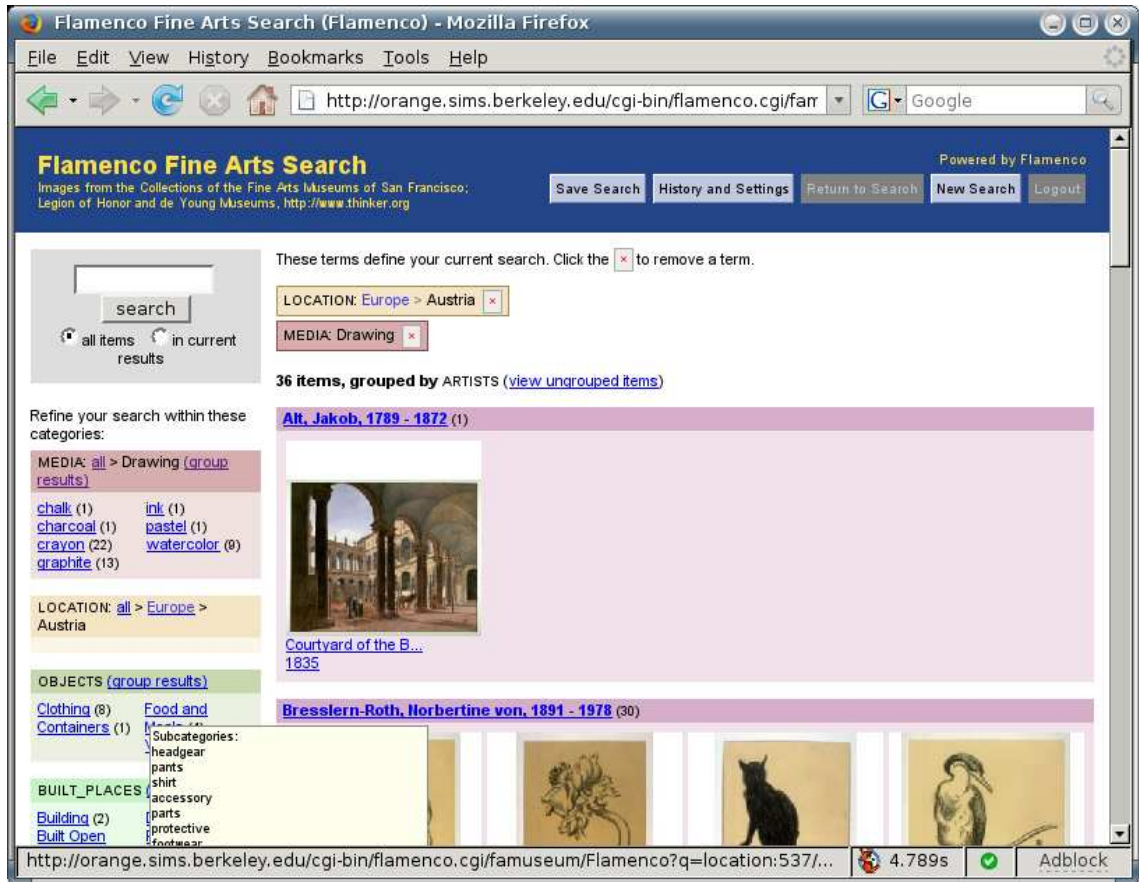 Flamenco Fine Arts Search (Flamenco) - Mozilla Firefox
File Edit View History Bookmarks Tools Help
http://orange.sims.berkeley.edu/cgi-bin/flamenco.cgi/fam
G Google
Flamenco Fine Arts Search
Images from the Collections of the Fine Arts Museums of San Francisco;
Legion of Honor and de Young Museums, http://www.thinker.org
Powered by Flamenco
Save Search History and Settings Return to Search New Search Logout
search
all items in current
results
Refine your search within these
categories:
MEDIA: all > Drawing (group
results)
chalk (1) ink (1)
charcoal (1) pastel (1)
crayon (22) watercolor (9)
graphite (13)
LOCATION: all > Europe >
Austria
OBJECTS (group results)
Clothing (8) Food and
Containers (1)
Subcategories:
headgear
pants
shirt
accessory
parts
protective
footwear
BUILT_PLACES
Building (2)
Built Open
These terms define your current search. Click the × to remove a term.
LOCATION: Europe > Austria ×
MEDIA: Drawing ×
36 items, grouped by ARTISTS (view ungrouped items)
Alt, Jakob, 1789 - 1872 (1)
Courtyard of the B...
1835
Bresslern-Roth, Norbertine von, 1891 - 1978 (30)
http://orange.sims.berkeley.edu/cgi-bin/flamenco.cgi/famuseum/Flamenco?q=location:537/... 4.789s Adblock